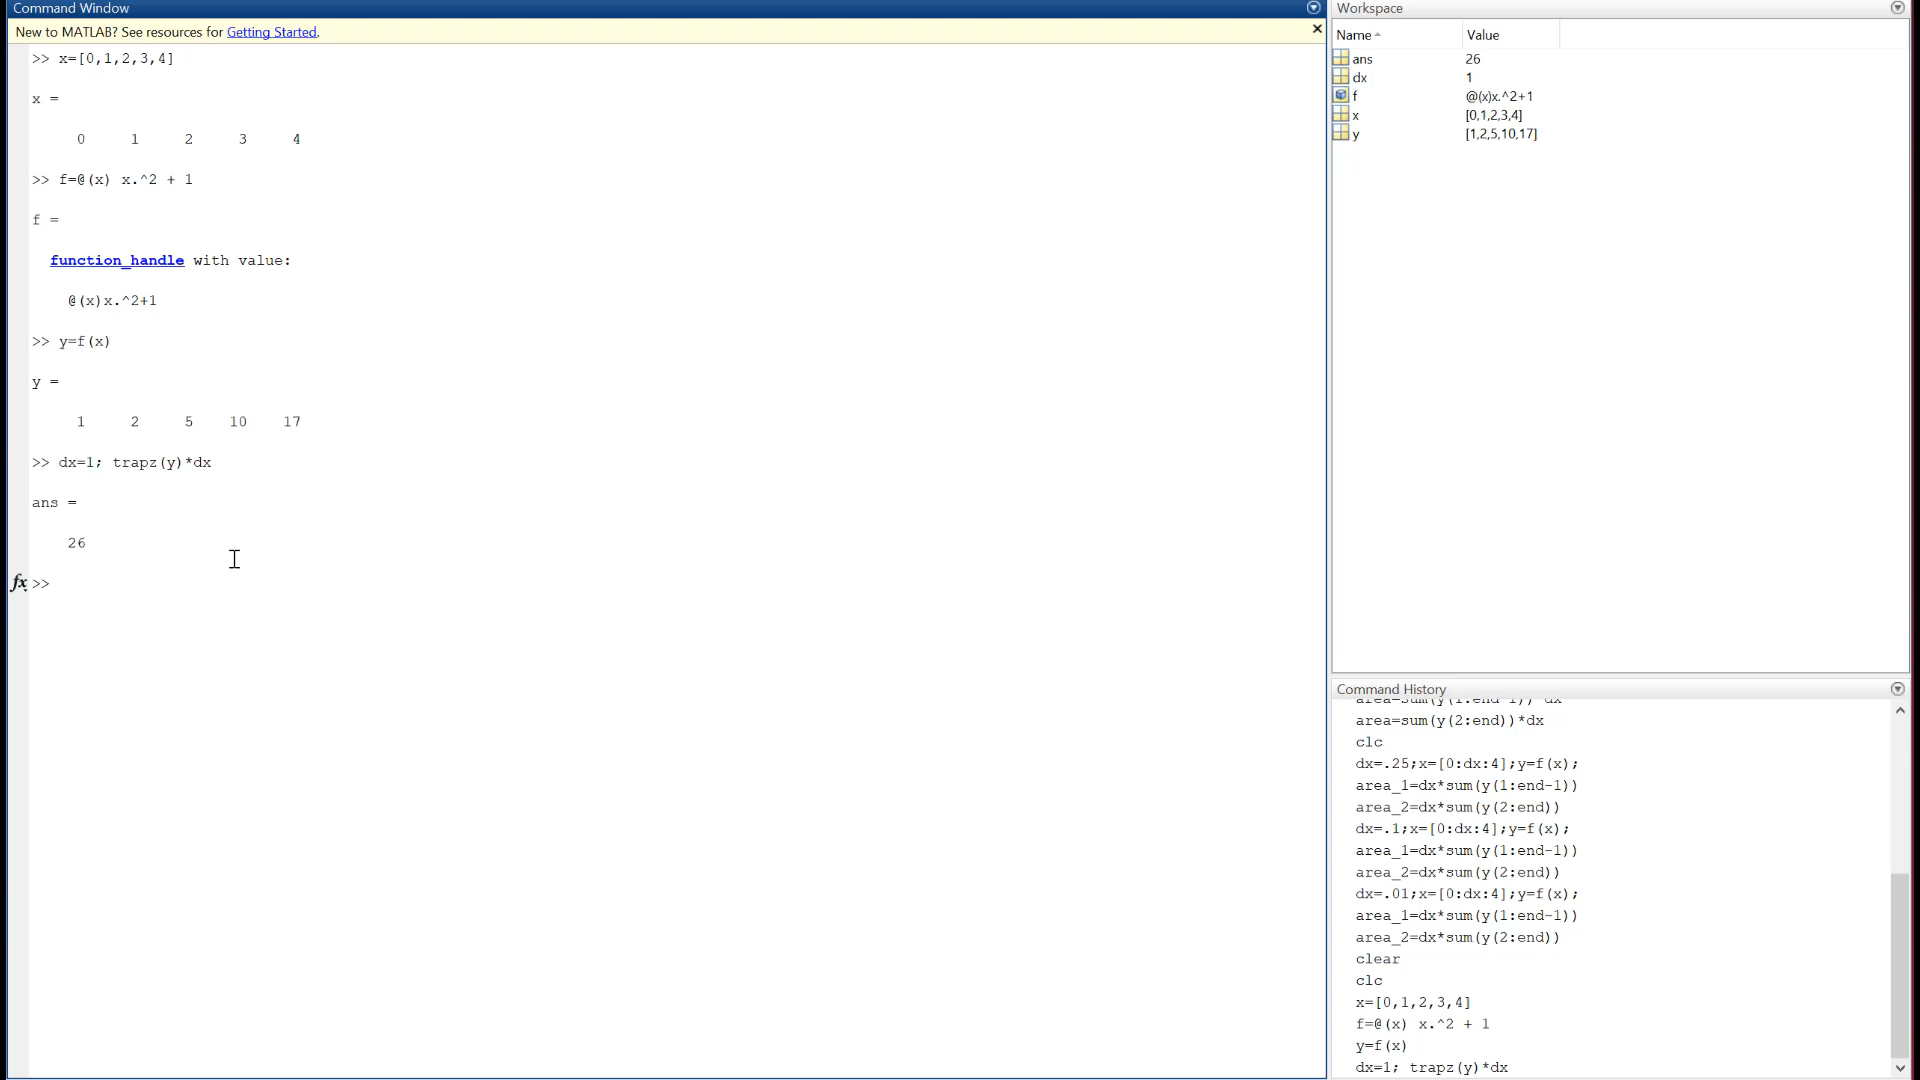 Command Window
New to MATLAB? See resources for Getting Started.
>> x=[0,1,2,3,4]
x =
0 1 2 3 4
>> f=@(x) x.^2 + 1
f =
function_handle with value:
@(x)x.^2+1
>> y=f(x)
y =
1 2 5 10 17
>> dx=1; trapz(y)*dx
ans =
26
fx >>
Workspace
Name Value
ans 26
dx 1
f @(x)x.^2+1
x [0,1,2,3,4]
y [1,2,5,10,17]
Command History
area=sum(y(1:end-1))*dx
area=sum(y(2:end))*dx
clc
dx=.25;x=[0:dx:4];y=f(x);
area_1=dx*sum(y(1:end-1))
area_2=dx*sum(y(2:end))
dx=.1;x=[0:dx:4];y=f(x);
area_1=dx*sum(y(1:end-1))
area_2=dx*sum(y(2:end))
dx=.01;x=[0:dx:4];y=f(x);
area_1=dx*sum(y(1:end-1))
area_2=dx*sum(y(2:end))
clear
clc
x=[0,1,2,3,4]
f=@(x) x.^2 + 1
y=f(x)
dx=1; trapz(y)*dx